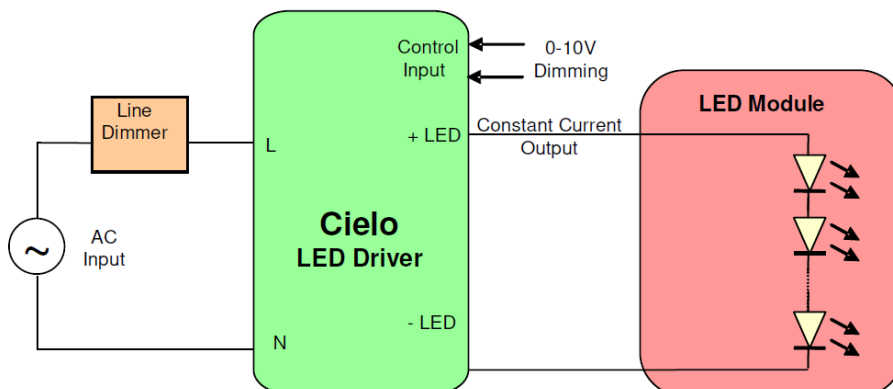 Control
Input
0-10V
Dimming
Line
Dimmer
LED Module
L
+ LED
Constant Current
Output
~
AC
Input
Cielo
LED Driver
N
- LED